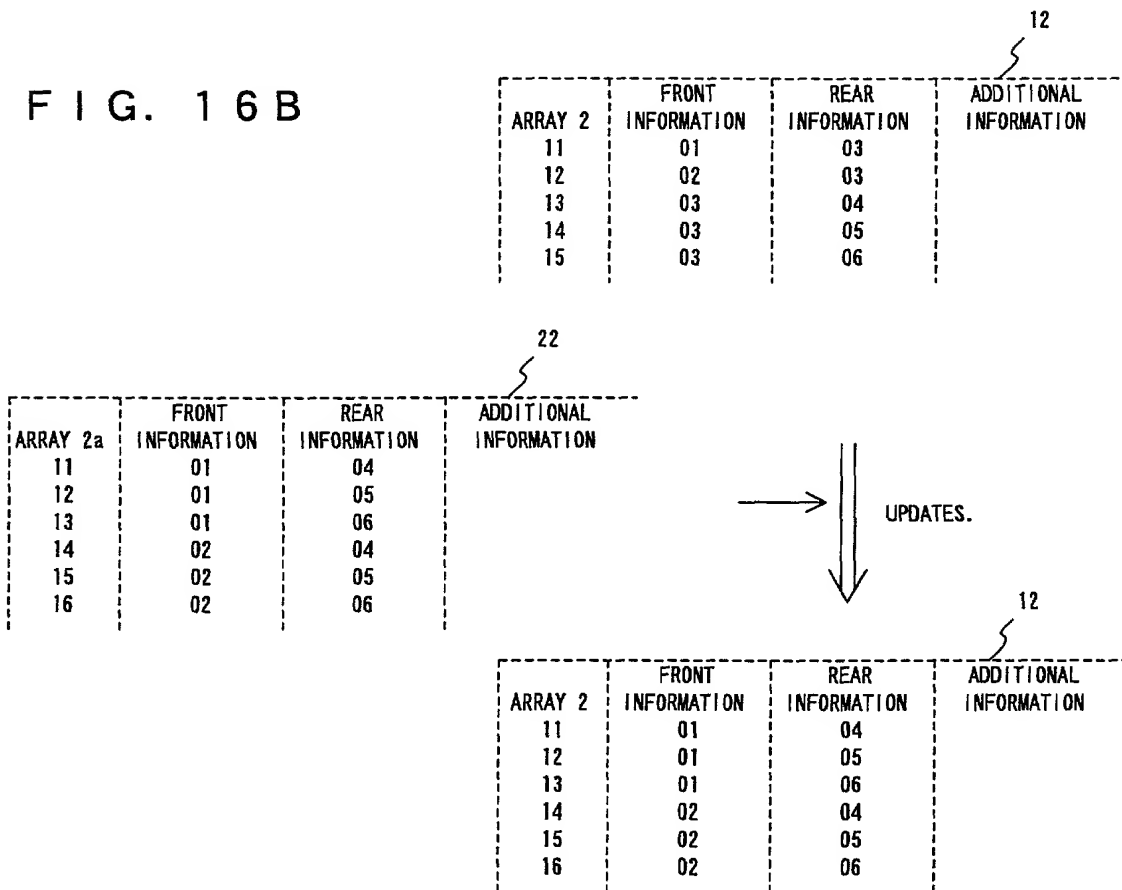 12
FIG. 16B
FRONT REAR ADDITIONAL
ARRAY 2 INFORMATION INFORMATION INFORMATION
11 01 03
12 02 03
13 03 04
14 03 05
15 03 06
22
FRONT REAR ADDITIONAL
ARRAY 2a INFORMATION INFORMATION INFORMATION
11 01 04
12 01 05
13 01 06
14 02 04
15 02 05
16 02 06
UPDATES.
12
FRONT REAR ADDITIONAL
ARRAY 2 INFORMATION INFORMATION INFORMATION
11 01 04
12 01 05
13 01 06
14 02 04
15 02 05
16 02 06